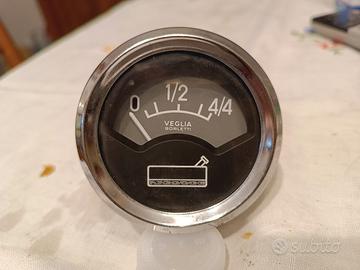 0 1/2 4/4
VEGLIA
BORLETTI
subito